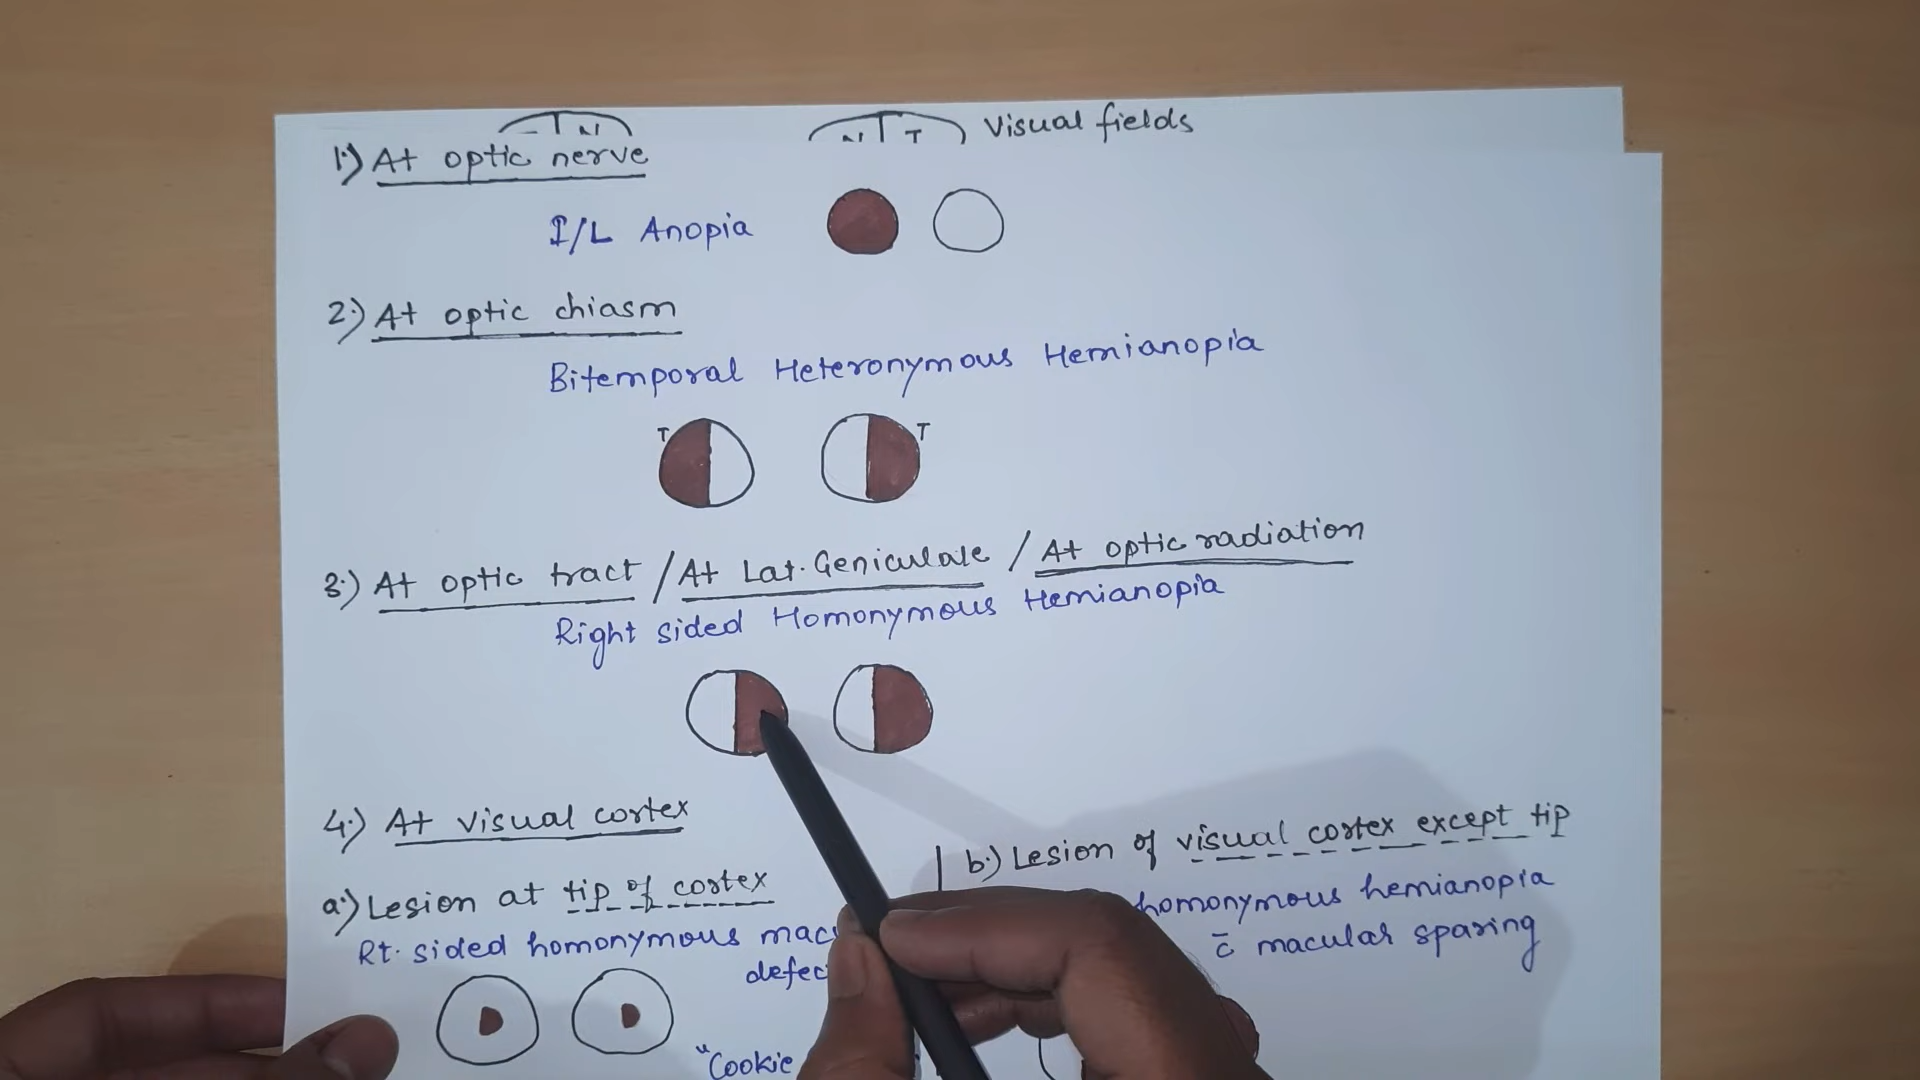 N N T Visual fields
1.) At optic nerve
I/L Anopia
2.) At optic chiasm
Bitemporal Heteronymous Hemianopia
T T
3.) At optic tract / At Lat. Geniculate / At optic radiation
Right sided Homonymous Hemianopia
4.) At visual cortex
a.) Lesion at tip of cortex
Rt. sided homonymous
"Cookie
b.) Lesion of visual cortex except tip
homonymous hemianopia
c̄ macular sparing